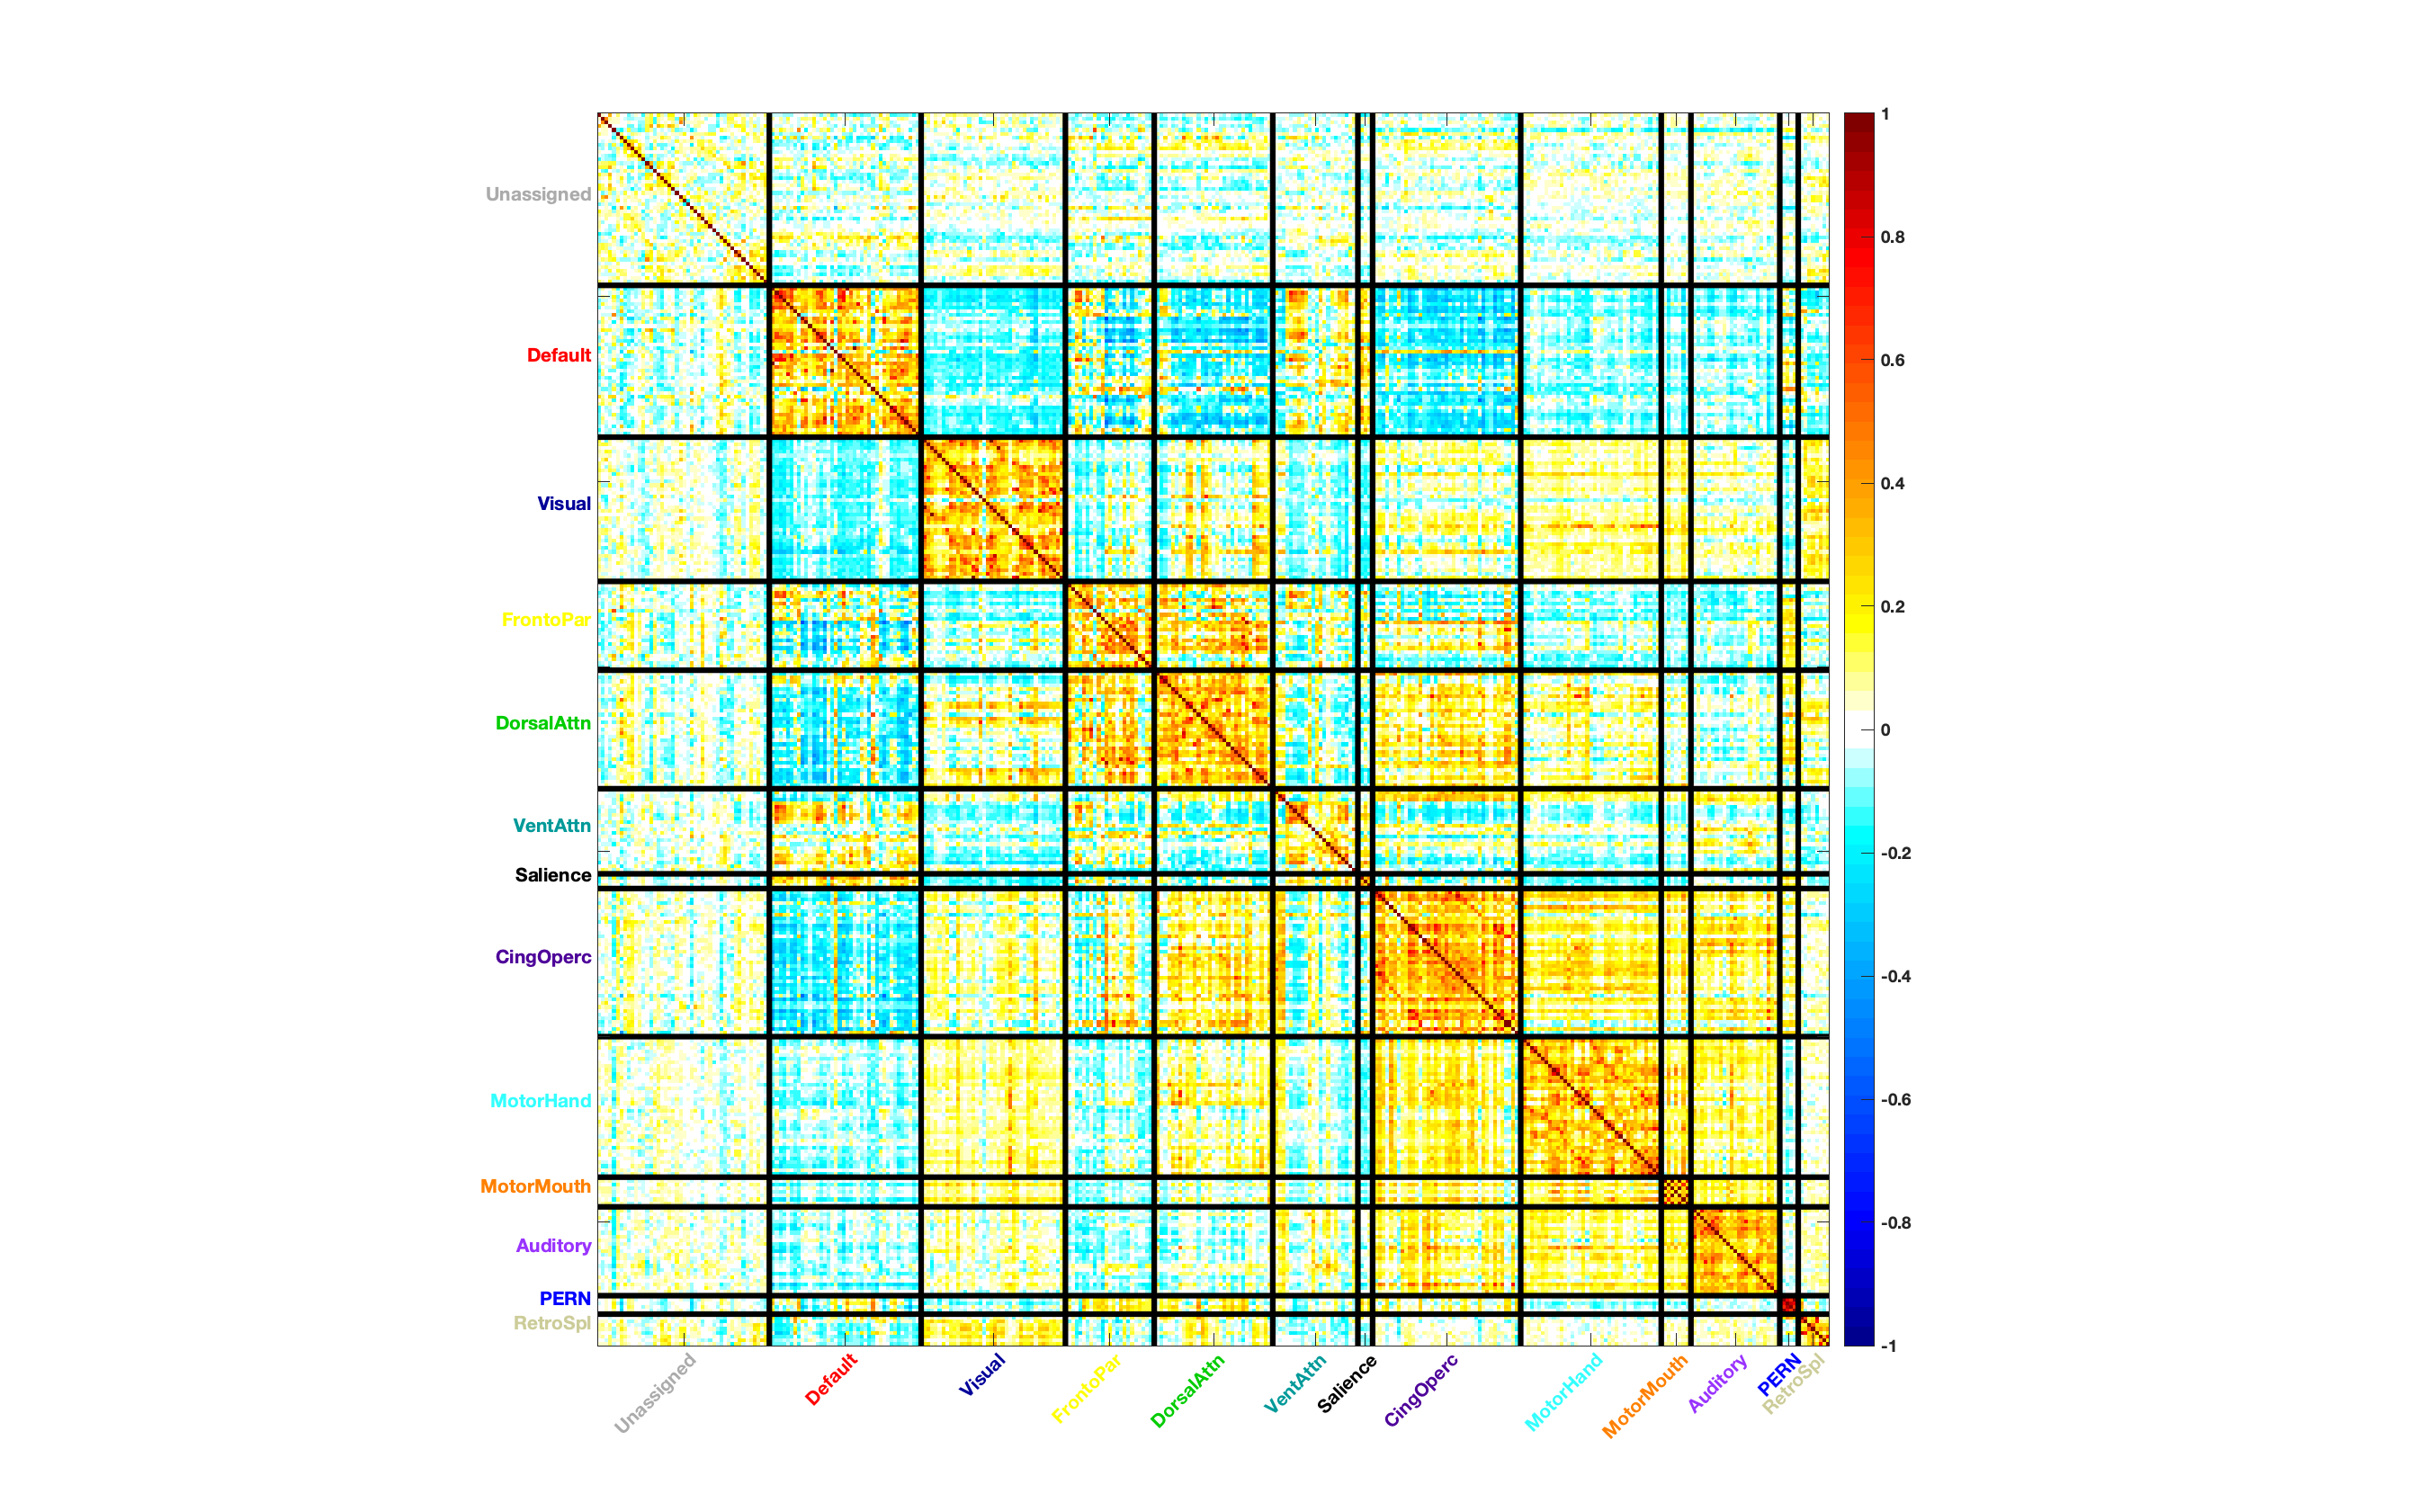 Unassigned
Default
Visual
FrontoPar
DorsalAttn
VentAttn
Salience
CingOperc
MotorHand
MotorMouth
Auditory
PERN
RetroSpl
Unassigned
Default
Visual
FrontoPar
DorsalAttn
VentAttn
Salience
CingOperc
MotorHand
MotorMouth
Auditory
PERN
RetroSpl
1
0.8
0.6
0.4
0.2
0
-0.2
-0.4
-0.6
-0.8
-1